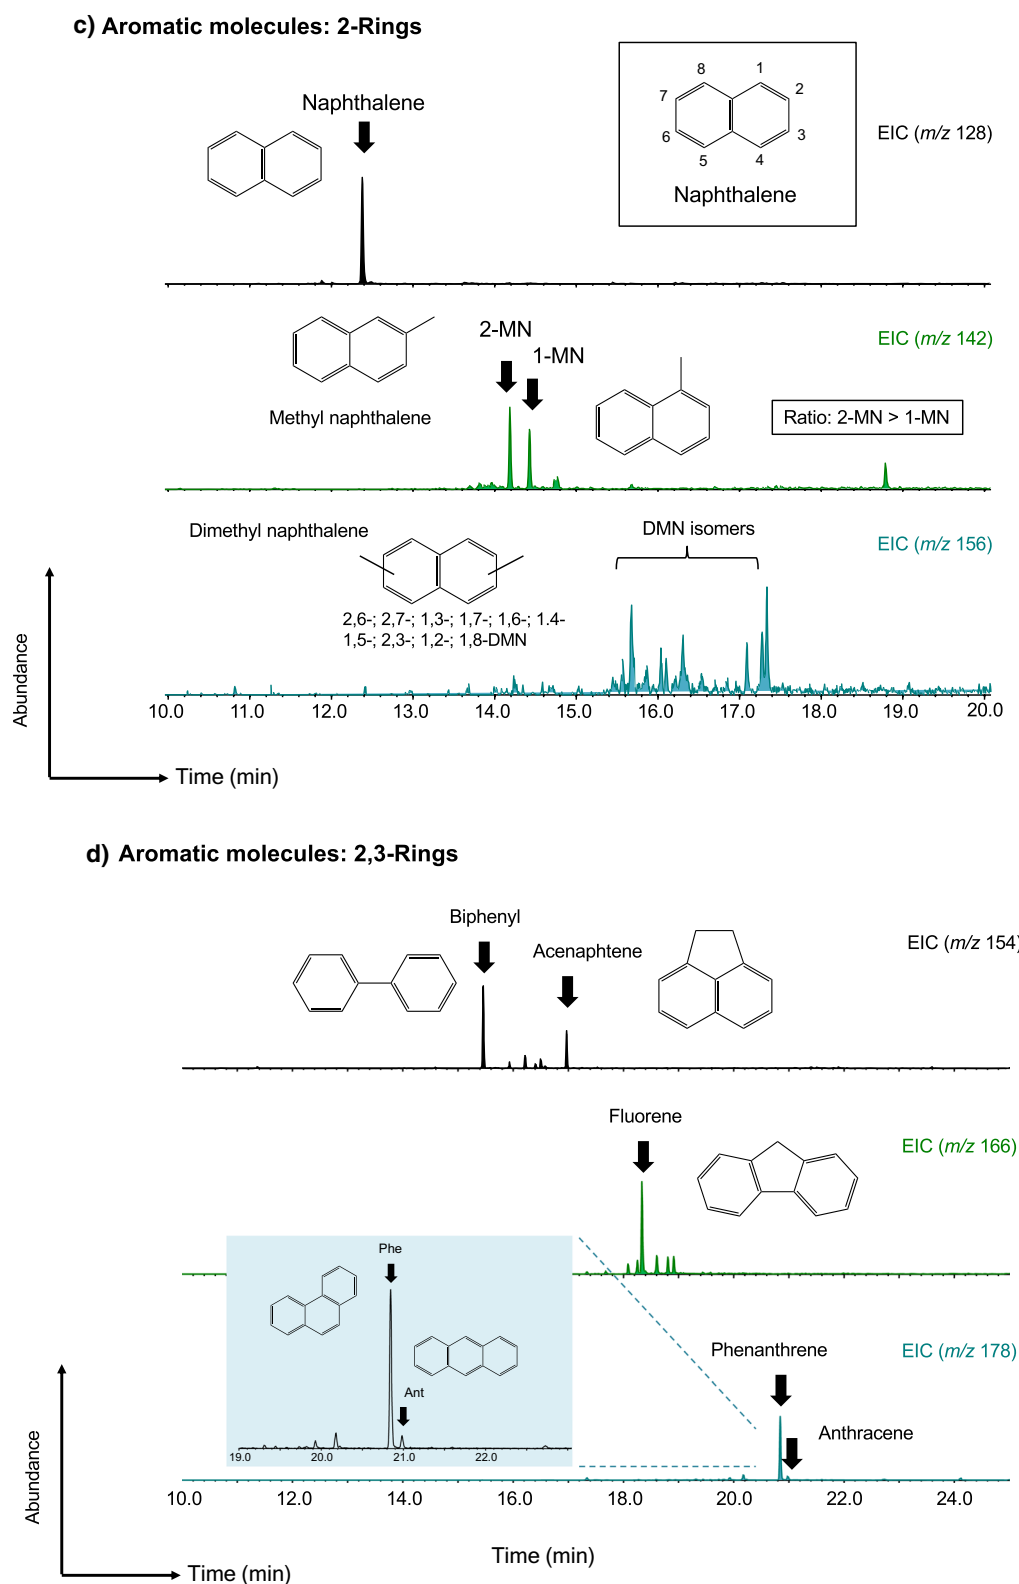 c) Aromatic molecules: 2-Rings
Naphthalene
8 1
7 2
6 3
5 4
Naphthalene
EIC (m/z 128)
2-MN
1-MN
EIC (m/z 142)
Methyl naphthalene
Ratio: 2-MN > 1-MN
Dimethyl naphthalene
DMN isomers
EIC (m/z 156)
2,6-; 2,7-; 1,3-; 1,7-; 1,6-; 1.4-
1,5-; 2,3-; 1,2-; 1,8-DMN
Abundance
10.0 11.0 12.0 13.0 14.0 15.0 16.0 17.0 18.0 19.0 20.0
Time (min)
d) Aromatic molecules: 2,3-Rings
Biphenyl
Acenaphtene
EIC (m/z 154)
Fluorene
EIC (m/z 166)
Phe
Ant
19.0 20.0 21.0 22.0
Phenanthrene
EIC (m/z 178)
Anthracene
Abundance
10.0 12.0 14.0 16.0 18.0 20.0 22.0 24.0
Time (min)
Time (min)